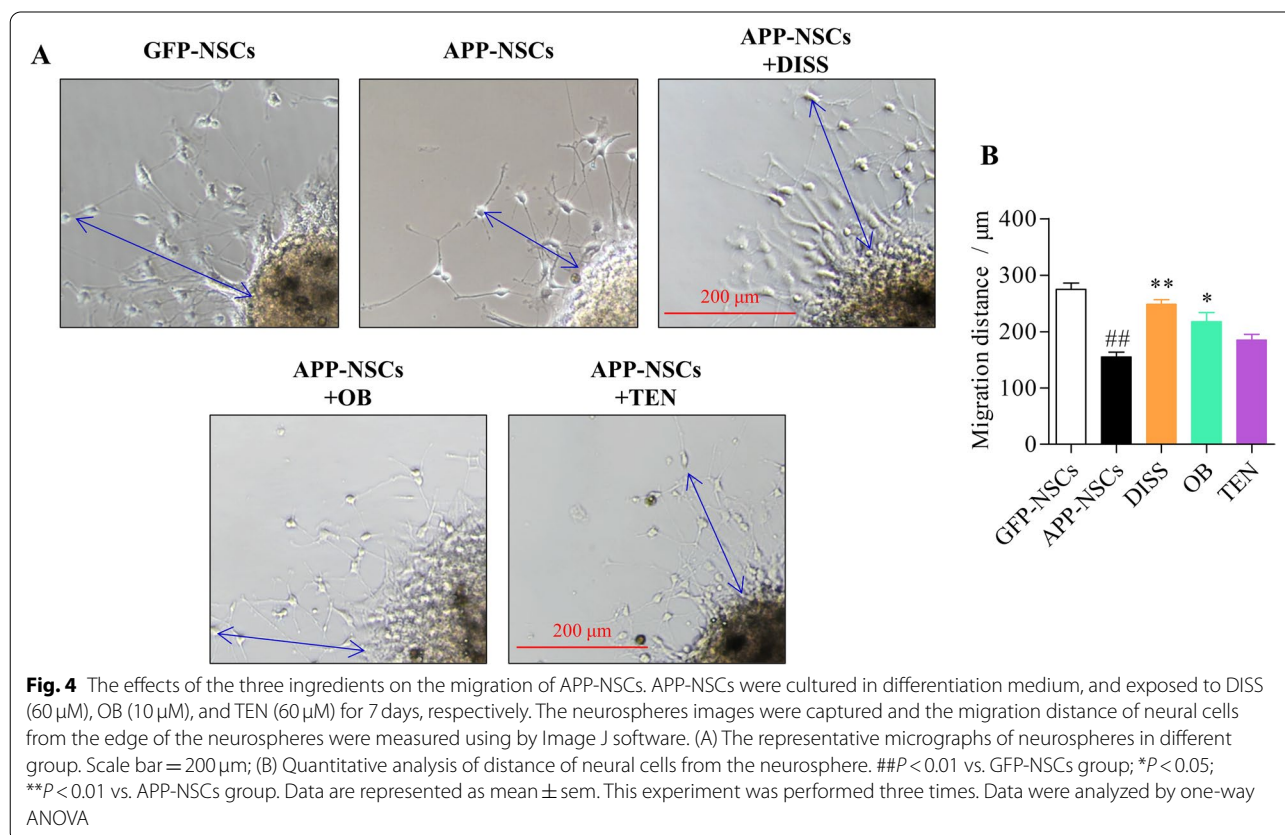 A
GFP-NSCs
APP-NSCs
APP-NSCs
+DISS
200 μm
APP-NSCs
+OB
APP-NSCs
+TEN
200 μm
B
Migration distance / μm
400
300
200
100
0
##
**
*
GFP-NSCs
APP-NSCs
DISS
OB
TEN
Fig. 4 The effects of the three ingredients on the migration of APP-NSCs. APP-NSCs were cultured in differentiation medium, and exposed to DISS
(60 μM), OB (10 μM), and TEN (60 μM) for 7 days, respectively. The neurospheres images were captured and the migration distance of neural cells
from the edge of the neurospheres were measured using by Image J software. (A) The representative micrographs of neurospheres in different
group. Scale bar = 200 μm; (B) Quantitative analysis of distance of neural cells from the neurosphere. ##P < 0.01 vs. GFP-NSCs group; *P < 0.05;
**P < 0.01 vs. APP-NSCs group. Data are represented as mean ± sem. This experiment was performed three times. Data were analyzed by one-way
ANOVA